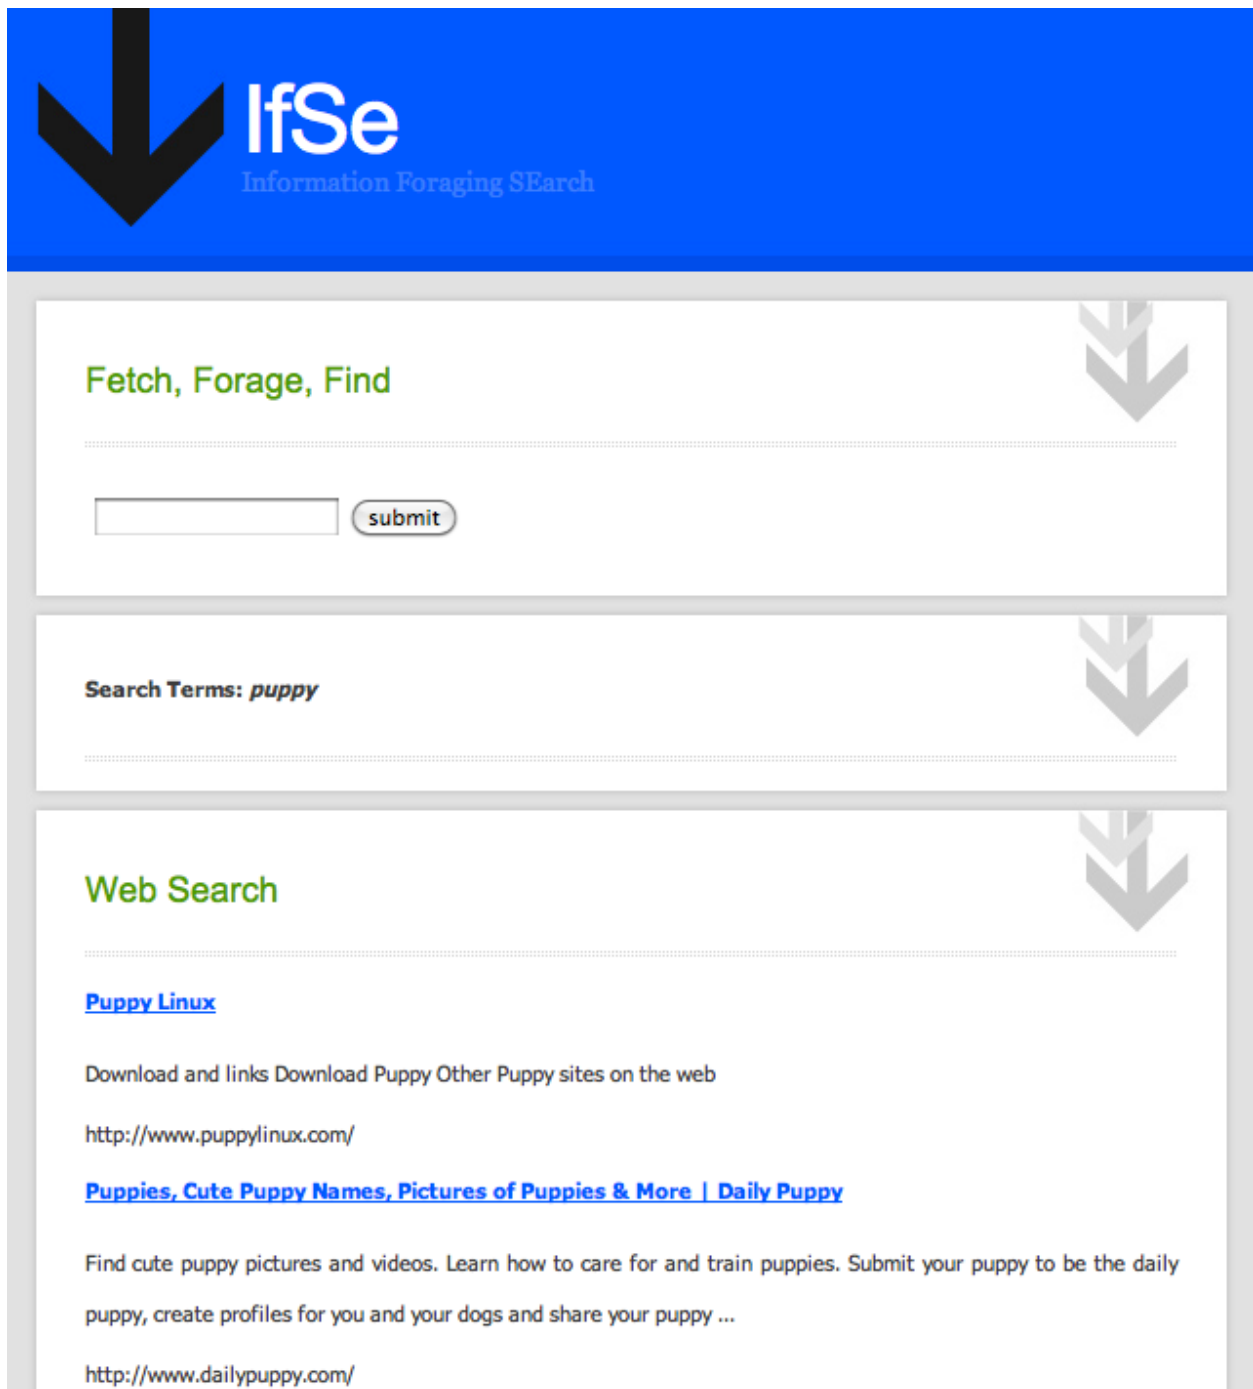 IfSe
Information Foraging SEarch
Fetch, Forage, Find
submit
Search Terms: puppy
Web Search
Puppy Linux
Download and links Download Puppy Other Puppy sites on the web
http://www.puppylinux.com/
Puppies, Cute Puppy Names, Pictures of Puppies & More | Daily Puppy
Find cute puppy pictures and videos. Learn how to care for and train puppies. Submit your puppy to be the daily
puppy, create profiles for you and your dogs and share your puppy ...
http://www.dailypuppy.com/